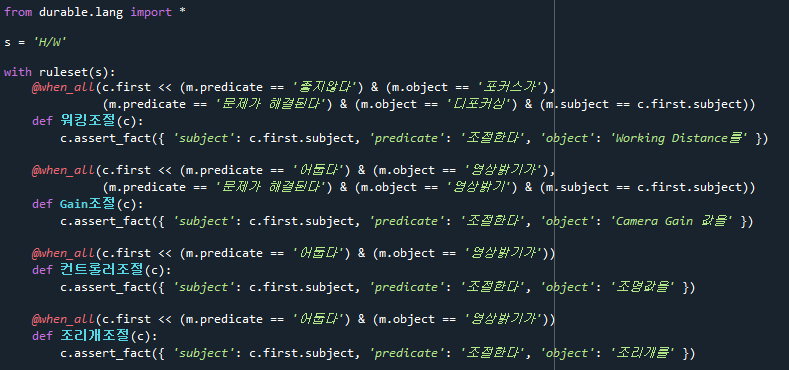 from durable.lang import *
s = 'H/W'
with ruleset(s):
@when_all(c.first << (m.predicate == '좋지않다') & (m.object == '포커스가'),
(m.predicate == '문제가 해결된다') & (m.object == '디포커싱') & (m.subject == c.first.subject))
def 워킹조절(c):
c.assert_fact({ 'subject': c.first.subject, 'predicate': '조절한다', 'object': 'Working Distance를' })
@when_all(c.first << (m.predicate == '어둡다') & (m.object == '영상밝기가'),
(m.predicate == '문제가 해결된다') & (m.object == '영상밝기') & (m.subject == c.first.subject))
def Gain조절(c):
c.assert_fact({ 'subject': c.first.subject, 'predicate': '조절한다', 'object': 'Camera Gain 값을' })
@when_all(c.first << (m.predicate == '어둡다') & (m.object == '영상밝기가'))
def 컨트롤러조절(c):
c.assert_fact({ 'subject': c.first.subject, 'predicate': '조절한다', 'object': '조명값을' })
@when_all(c.first << (m.predicate == '어둡다') & (m.object == '영상밝기가'))
def 조리개조절(c):
c.assert_fact({ 'subject': c.first.subject, 'predicate': '조절한다', 'object': '조리개를' })